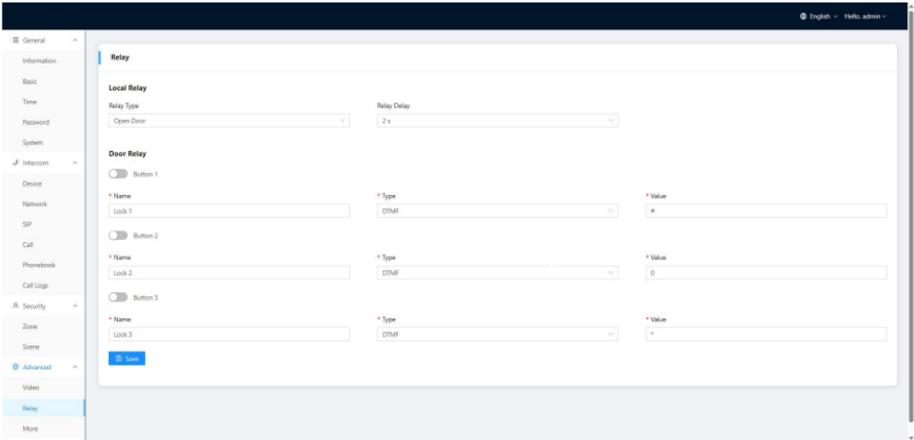 English
Hello, admin
General
Information
Basic
Time
Password
System
Intercom
Device
Network
SIP
Call
Phonebook
Call Logs
Security
Zone
Scene
Advanced
Video
Relay
More
Relay
Local Relay
Relay Type Relay Delay
Open Door 2 s
Door Relay
Button 1
* Name * Type * Value
Lock 1 DTMF #
Button 2
* Name * Type * Value
Lock 2 DTMF 0
Button 3
* Name * Type * Value
Lock 3 DTMF *
Save